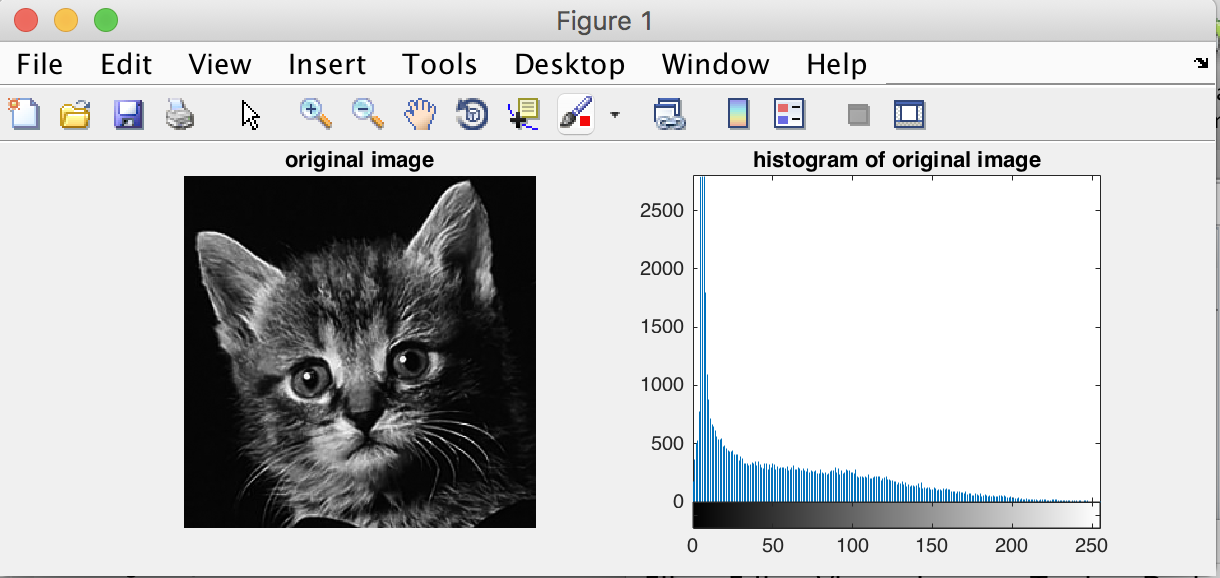 Figure 1
File Edit View Insert Tools Desktop Window Help
original image
histogram of original image
2500
2000
1500
1000
500
0
0 50 100 150 200 250